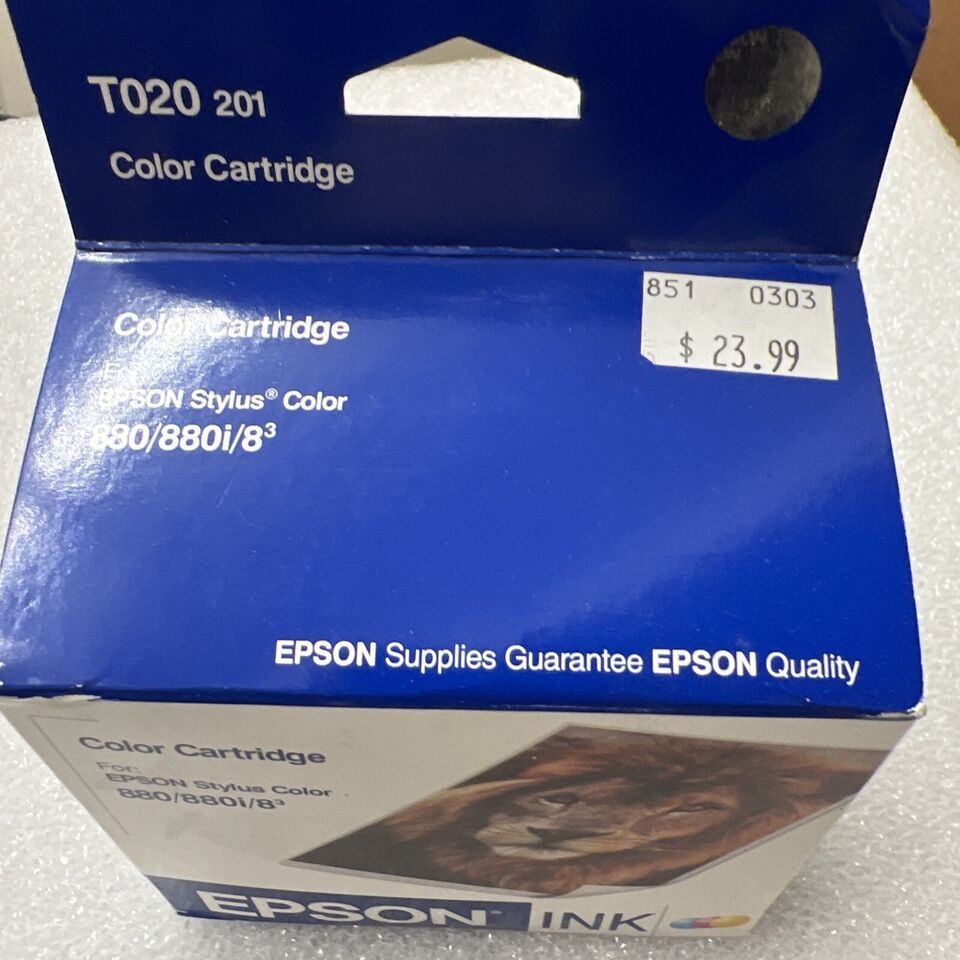 T020 201
Color Cartridge
851 0303
$ 23.99
Color Cartridge
For:
EPSON Stylus® Color
880/880i/8³
EPSON Supplies Guarantee EPSON Quality
Color Cartridge
For:
EPSON Stylus Color
880/880i/8³
EPSON INK